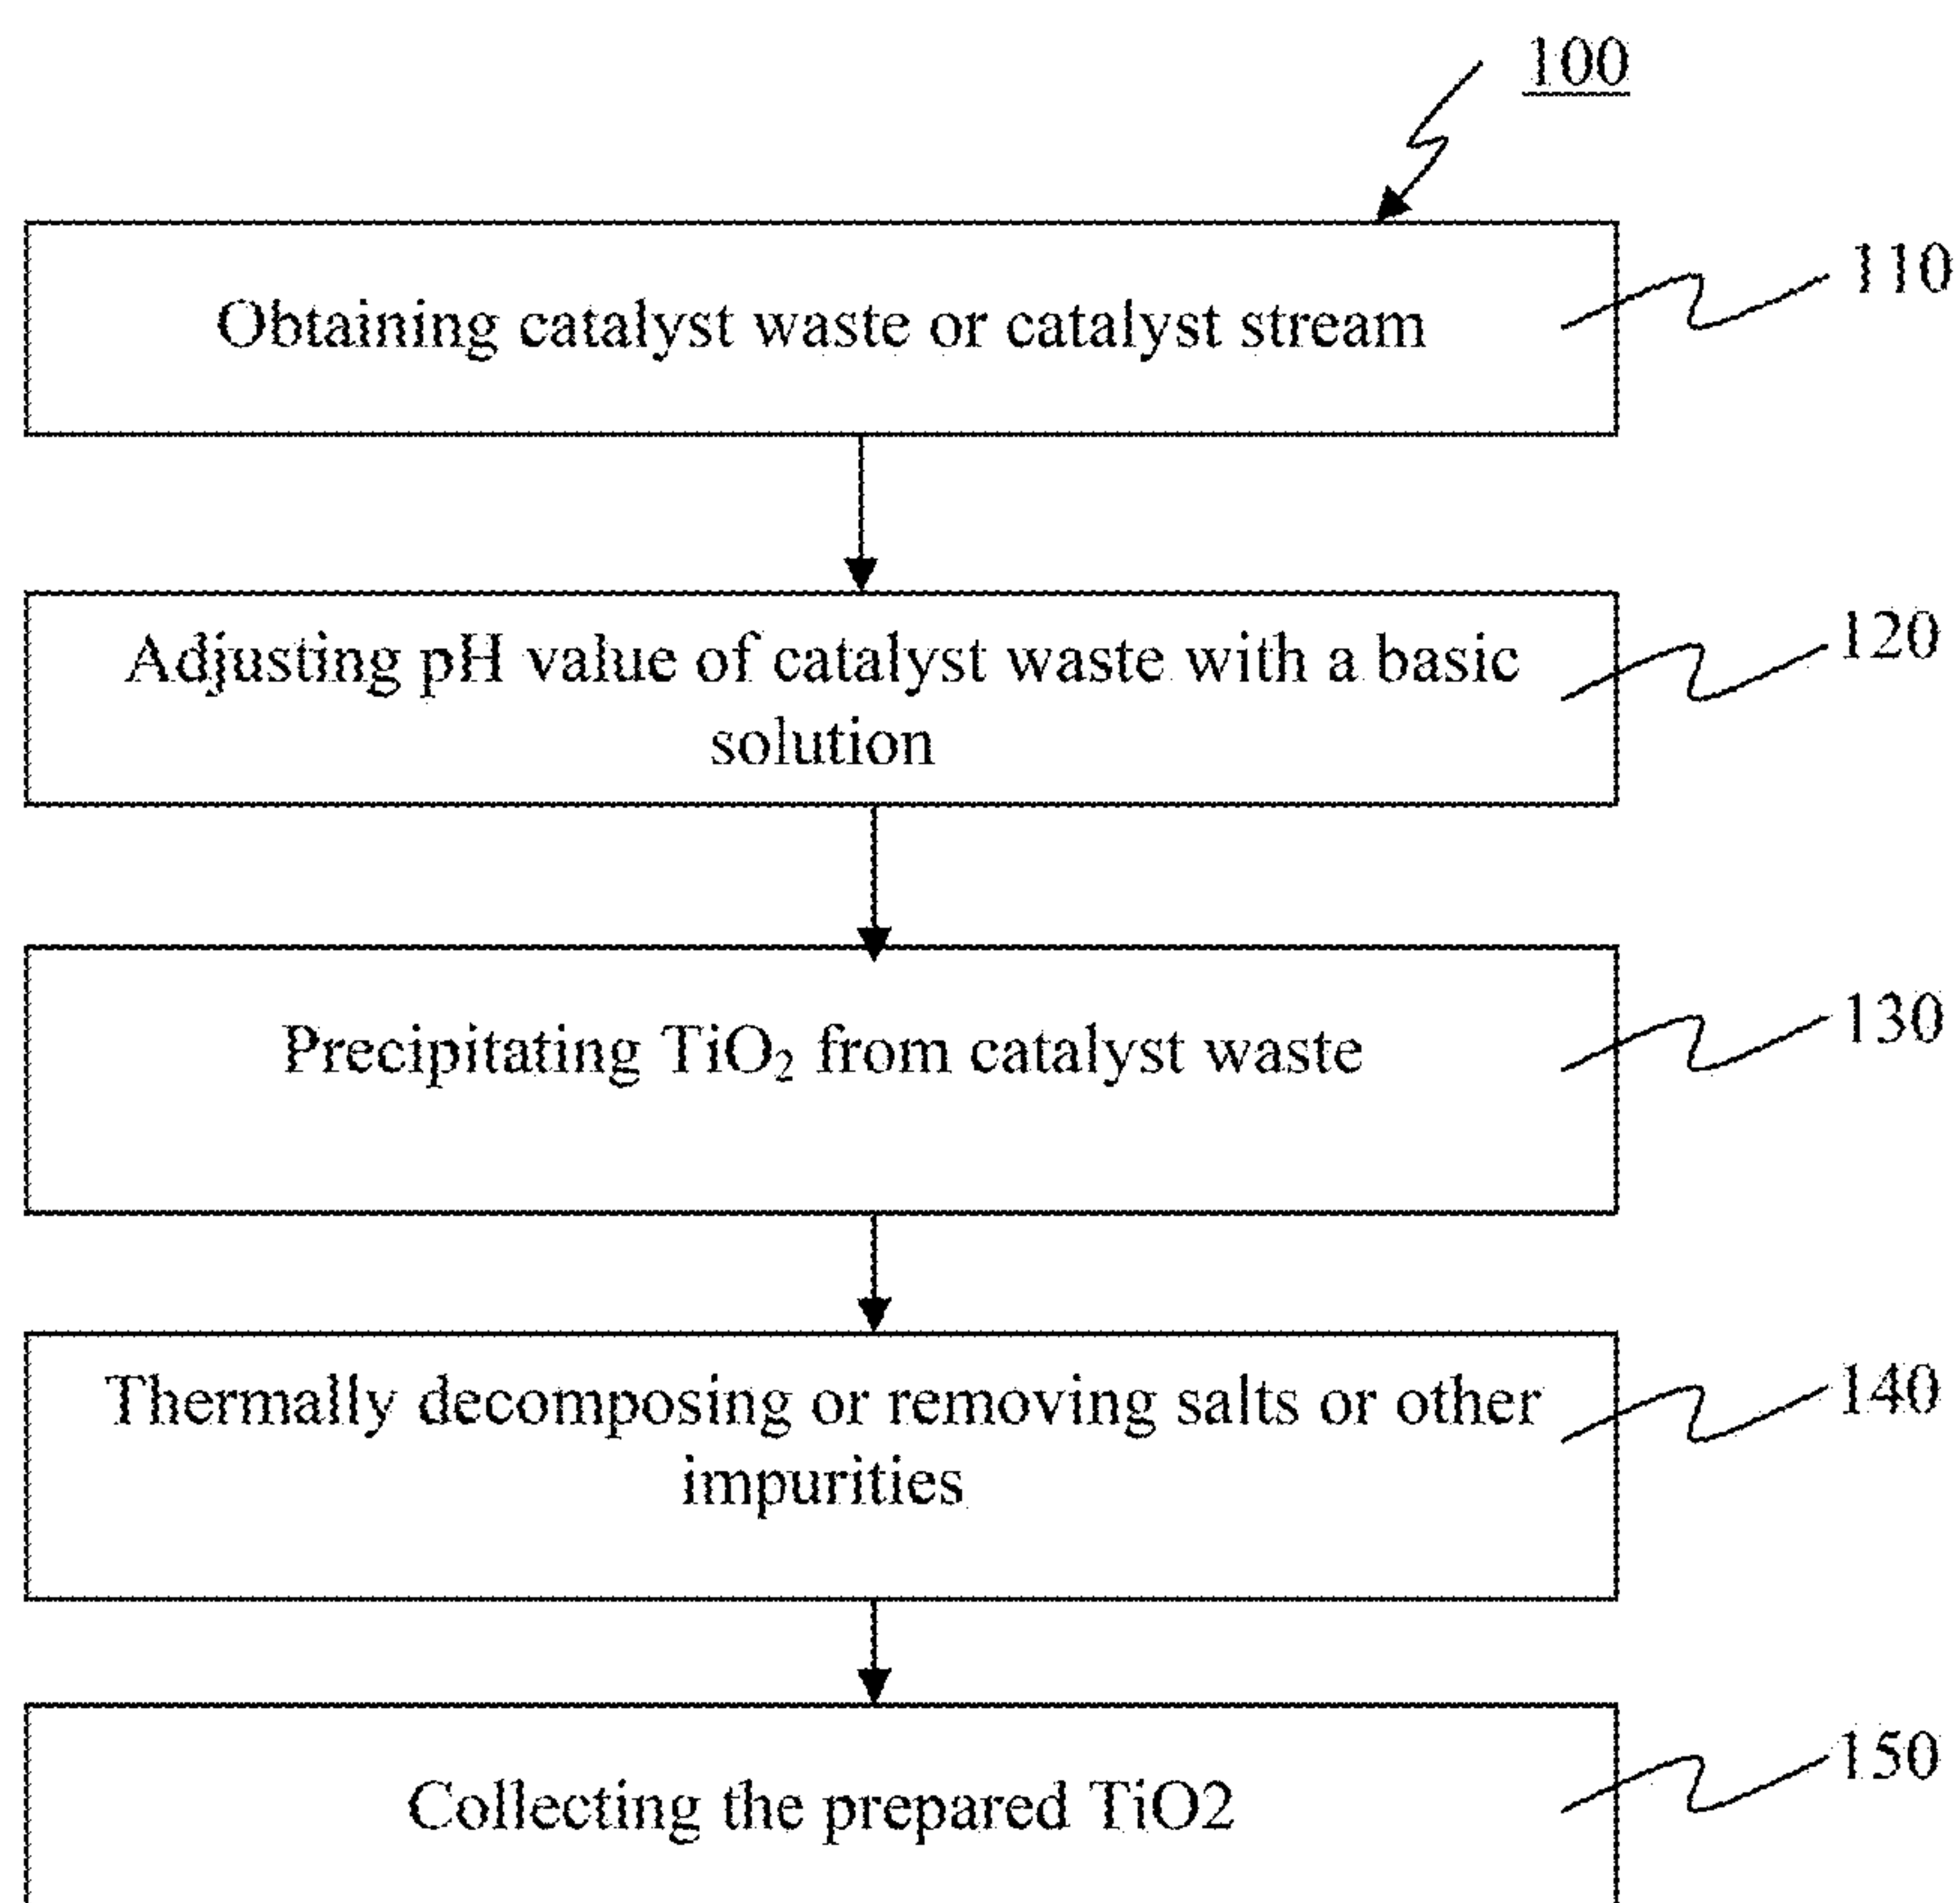 100
Obtaining catalyst waste or catalyst stream
110
Adjusting pH value of catalyst waste with a basic
solution
120
Precipitating TiO₂ from catalyst waste
130
Thermally decomposing or removing salts or other
impurities
140
Collecting the prepared TiO2
150